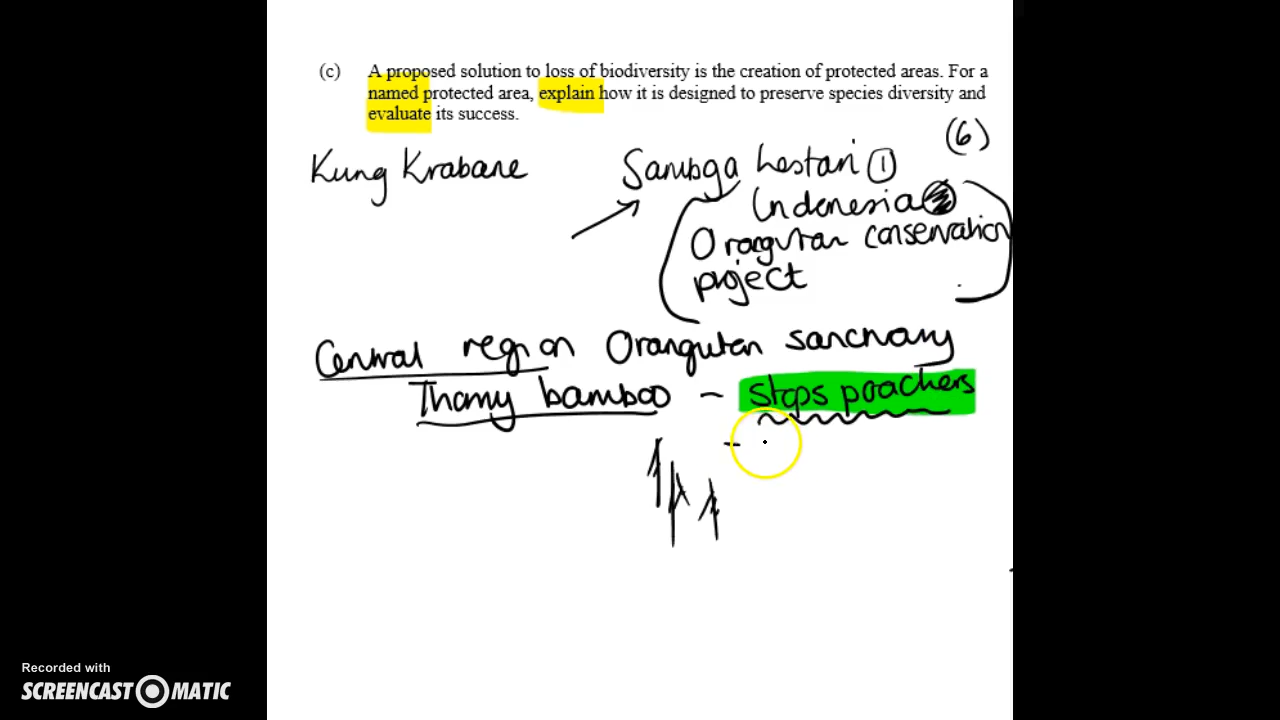 (c) A proposed solution to loss of biodiversity is the creation of protected areas. For a
named protected area, explain how it is designed to preserve species diversity and
evaluate its success.
(6)
Kung Krabane
Sambga Lestari 1
Indonesia
Orangutan conservation
project
Central region Orangutan sanctuary
Thorny bamboo - stops poachers
Recorded with
SCREENCAST MATIC